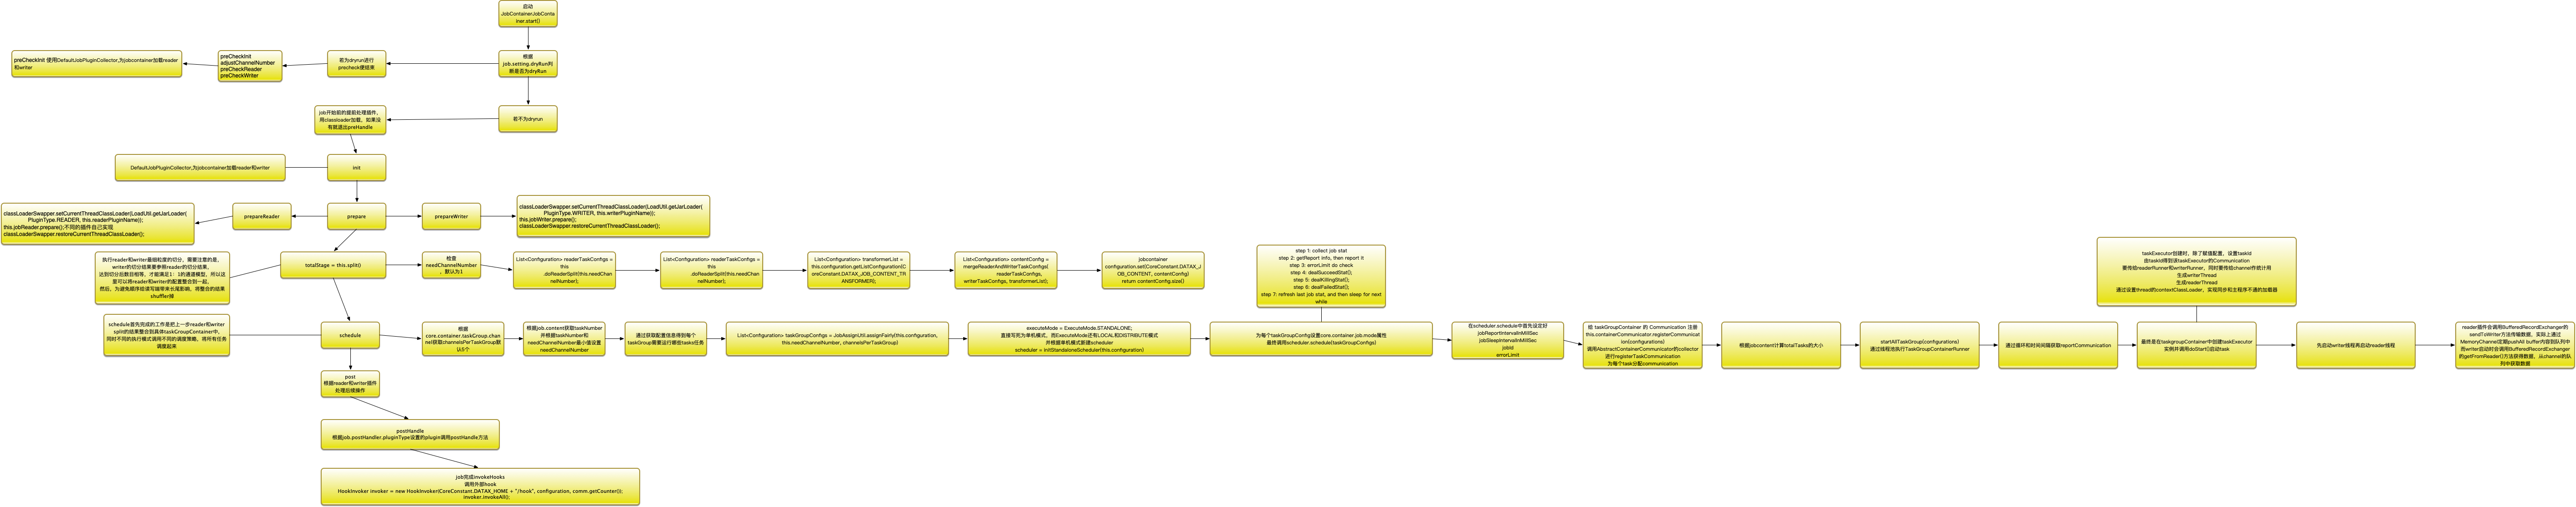 启动
JobContainerJobConta
iner.start()
根据
job.setting.dryRun判
断是否为dryRun
若为dryrun进行
precheck便结束
preCheckInit
adjustChannelNumber
preCheckReader
preCheckWriter
preCheckInit 使用DefaultJobPluginCollector,为jobcontainer加载reader
和writer
若不为dryrun
job开始前的提前处理插件，
用classloader加载，如果没
有就退出preHandle
init
DefaultJobPluginCollector,为jobcontainer加载reader和writer
classLoaderSwapper.setCurrentThreadClassLoader(LoadUtil.getJarLoader(
PluginType.READER, this.readerPluginName));
this.jobReader.prepare();不同的插件自己实现
classLoaderSwapper.restoreCurrentThreadClassLoader();
prepareReader
prepare
prepareWriter
classLoaderSwapper.setCurrentThreadClassLoader(LoadUtil.getJarLoader(
PluginType.WRITER, this.writerPluginName));
this.jobWriter.prepare();
classLoaderSwapper.restoreCurrentThreadClassLoader();
执行reader和writer最细粒度的切分，需要注意的是，
writer的切分结果要参照reader的切分结果，
达到切分后数目相等，才能满足1：1的通道模型，所以这
里可以将reader和writer的配置整合到一起，
然后，为避免顺序给读写端带来长尾影响，将整合的结果
shuffler掉
totalStage = this.split()
检查
needChannelNumber
，默认为1
List<Configuration> readerTaskConfigs =
this
.doReaderSplit(this.needChan
nelNumber);
List<Configuration> readerTaskConfigs =
this
.doReaderSplit(this.needChan
nelNumber);
List<Configuration> transformerList =
this.configuration.getListConfiguration(C
oreConstant.DATAX_JOB_CONTENT_TR
ANSFORMER);
List<Configuration> contentConfig =
mergeReaderAndWriterTaskConfigs(
readerTaskConfigs,
writerTaskConfigs, transformerList);
jobcontainer
configuration.set(CoreConstant.DATAX_J
OB_CONTENT, contentConfig)
return contentConfig.size()
step 1: collect job stat
step 2: getReport info, then report it
step 3: errorLimit do check
step 4: dealSucceedStat();
step 5: dealKillingStat();
step 6: dealFailedStat();
step 7: refresh last job stat, and then sleep for next
while
taskExecutor创建时，除了赋值配置，设置taskId
由taskId得到该taskExecutor的Communication
要传给readerRunner和writerRunner，同时要传给channel作统计用
生成writerThread
生成readerThread
通过设置thread的contextClassLoader，实现同步和主程序不通的加载器
schedule首先完成的工作是把上一步reader和writer
split的结果整合到具体taskGroupContainer中,
同时不同的执行模式调用不同的调度策略，将所有任务
调度起来
schedule
根据
core.container.taskGroup.chan
nel获取channelsPerTaskGroup默
认5个
根据job.content获取taskNumber
并根据taskNumber和
needChannelNumber最小值设置
needChannelNumber
通过获取配置信息得到每个
taskGroup需要运行哪些tasks任务
List<Configuration> taskGroupConfigs = JobAssignUtil.assignFairly(this.configuration,
this.needChannelNumber, channelsPerTaskGroup)
executeMode = ExecuteMode.STANDALONE;
直接写死为单机模式，而ExecuteMode还有LOCAL和DISTRIBUTE模式
并根据单机模式新建scheduler
scheduler = initStandaloneScheduler(this.configuration)
为每个taskGroupConfig设置core.container.job.mode属性
最终调用scheduler.schedule(taskGroupConfigs)
在scheduler.schedule中首先设定好
jobReportIntervalInMillSec
jobSleepIntervalInMillSec
jobId
errorLimit
给 taskGroupContainer 的 Communication 注册
this.containerCommunicator.registerCommunicat
ion(configurations)
调用AbstractContainerCommunicator的collector
进行registerTaskCommunication
为每个task分配communication
根据jobcontent计算totalTasks的大小
startAllTaskGroup(configurations)
通过线程池执行TaskGroupContainerRunner
通过循环和时间间隔获取reportCommunication
最终是在taskgroupContainer中创建taskExecutor
实例并调用doStart()启动task
先启动writer线程再启动reader线程
reader插件会调用BufferedRecordExchanger的
sendToWriter方法传输数据，实际上通过
MemoryChannel定期pushAll buffer内容到队列中
而writer启动时会调用BufferedRecordExchanger
的getFromReader()方法获得数据，从channel的队
列中获取数据
post
根据reader和writer插件
处理后续操作
postHandle
根据job.postHandler.pluginType设置的plugin调用postHandle方法
job完成invokeHooks
调用外部hook
HookInvoker invoker = new HookInvoker(CoreConstant.DATAX_HOME + "/hook", configuration, comm.getCounter());
invoker.invokeAll();